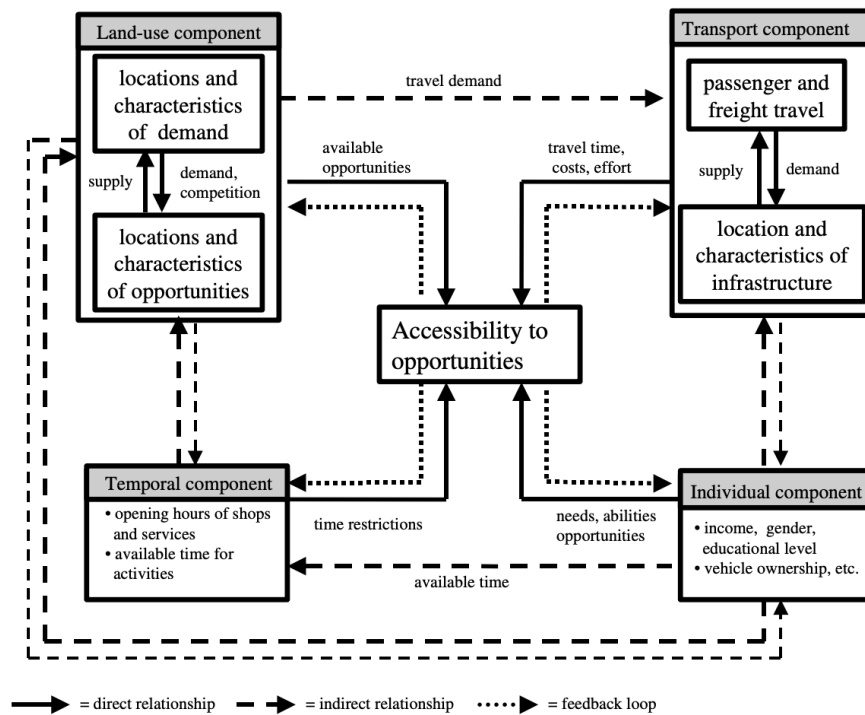 Land-use component
locations and
characteristics
of demand
supply
demand,
competition
locations and
characteristics
of opportunities
travel demand
available
opportunities
travel time,
costs, effort
Transport component
passenger and
freight travel
supply
demand
location and
characteristics of
infrastructure
Accessibility to
opportunities
Temporal component
• opening hours of shops
and services
• available time for
activities
time restrictions
needs, abilities
opportunities
available time
Individual component
• income, gender,
educational level
• vehicle ownership, etc.
= direct relationship
= indirect relationship
= feedback loop